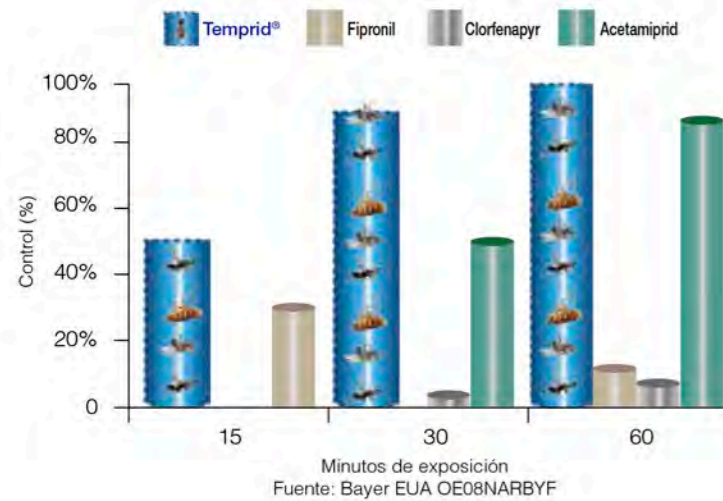 Temprid® Fipronil Clorfenapyr Acetamiprid
100%
80%
60%
40%
20%
0
Control (%)
15 30 60
Minutos de exposición
Fuente: Bayer EUA OE08NARBYF